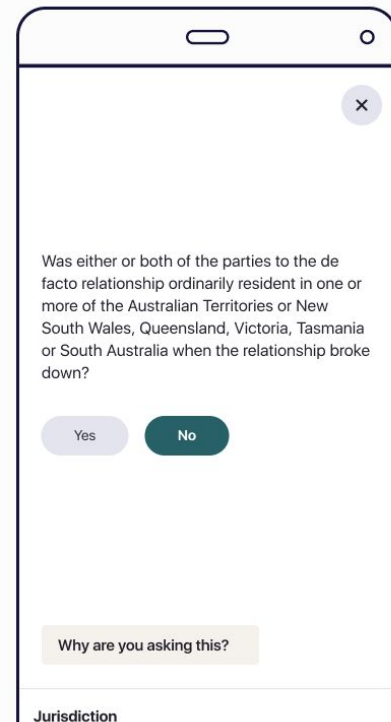 Was either or both of the parties to the de
facto relationship ordinarily resident in one or
more of the Australian Territories or New
South Wales, Queensland, Victoria, Tasmania
or South Australia when the relationship broke
down?
Yes
No
Why are you asking this?
Jurisdiction